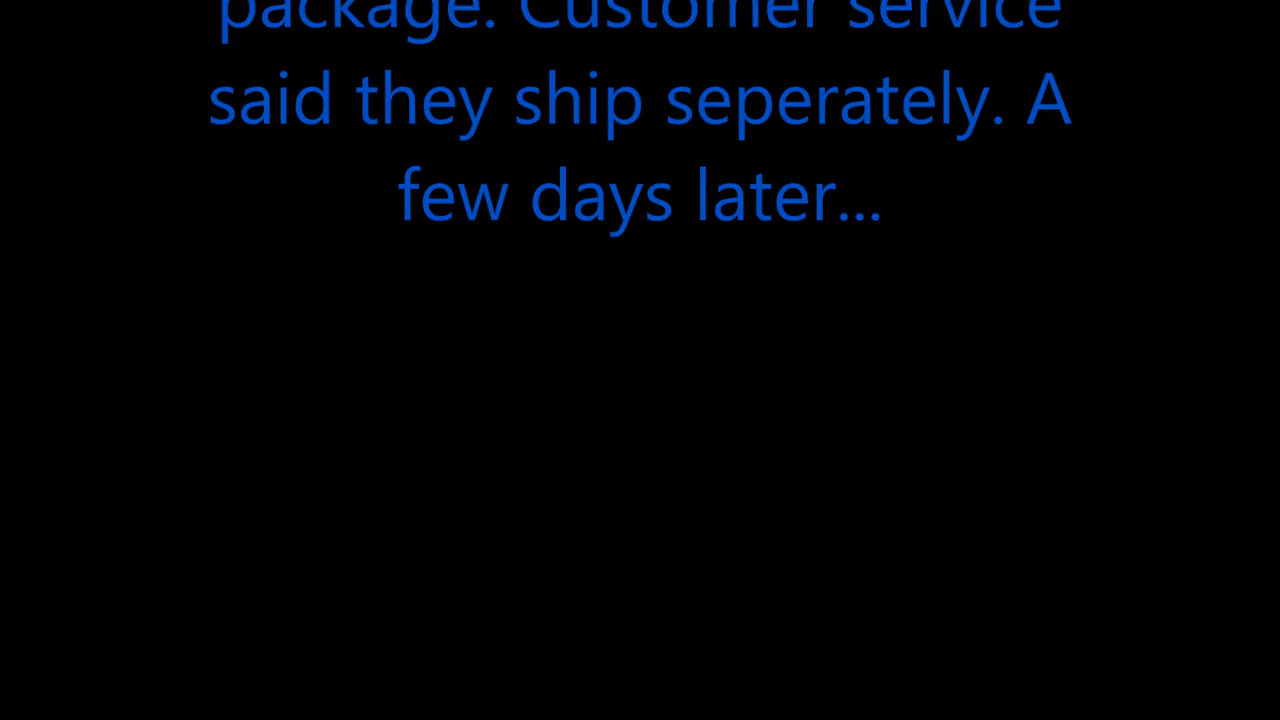 package. Customer service
said they ship seperately. A
few days later...